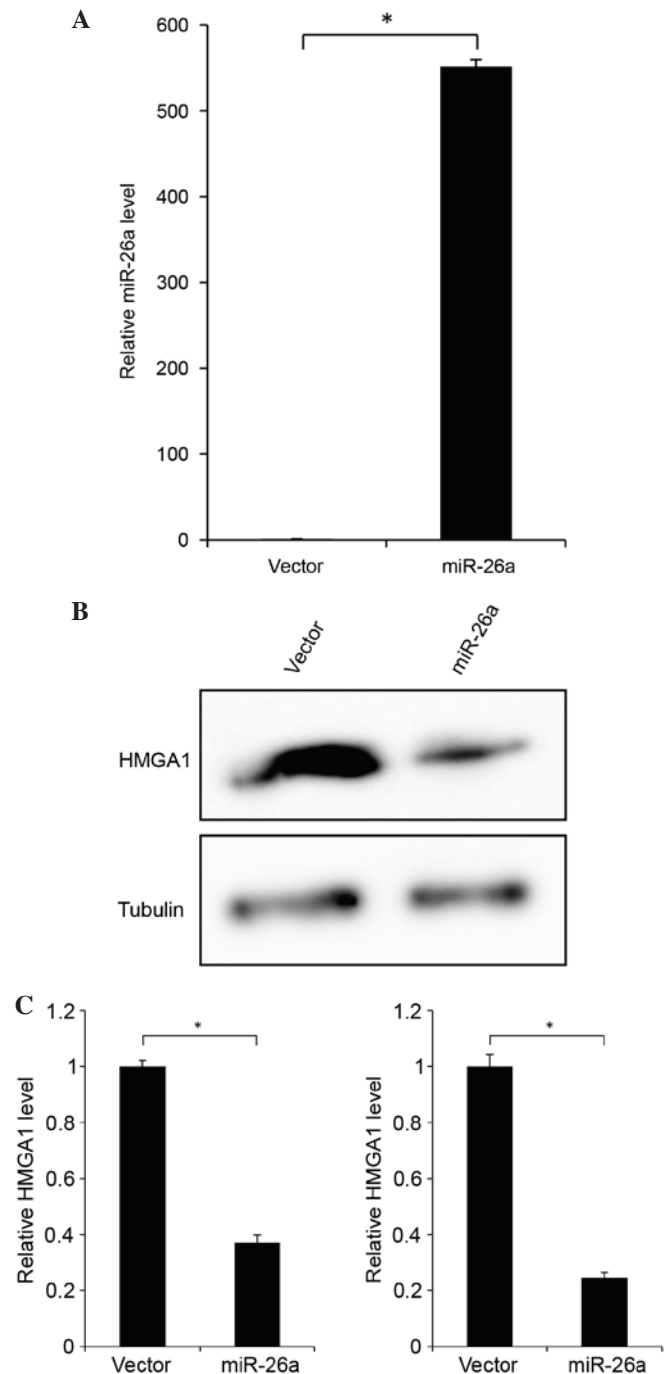 A
*
600
500
400
300
200
100
0
Relative miR-26a level
Vector miR-26a
B
Vector miR-26a
HMGA1
Tubulin
C
1.2
1
0.8
0.6
0.4
0.2
0
Relative HMGA1 level
*
Vector miR-26a
1.2
1
0.8
0.6
0.4
0.2
0
Relative HMGA1 level
*
Vector miR-26a